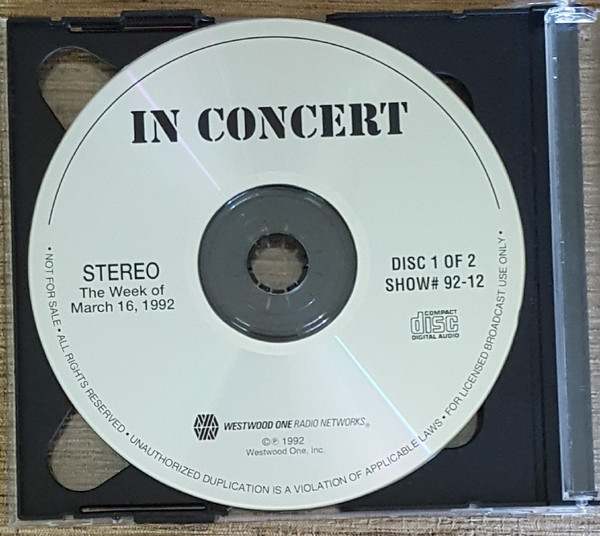 IN CONCERT
STEREO
The Week of
March 16, 1992
DISC 1 OF 2
SHOW# 92-12
COMPACT
disc
DIGITAL AUDIO
WESTWOOD ONE RADIO NETWORKS®
©℗ 1992
Westwood One, Inc.
• NOT FOR SALE • ALL RIGHTS RESERVED • UNAUTHORIZED DUPLICATION IS A VIOLATION OF APPLICABLE LAWS • FOR LICENSED BROADCAST USE ONLY •